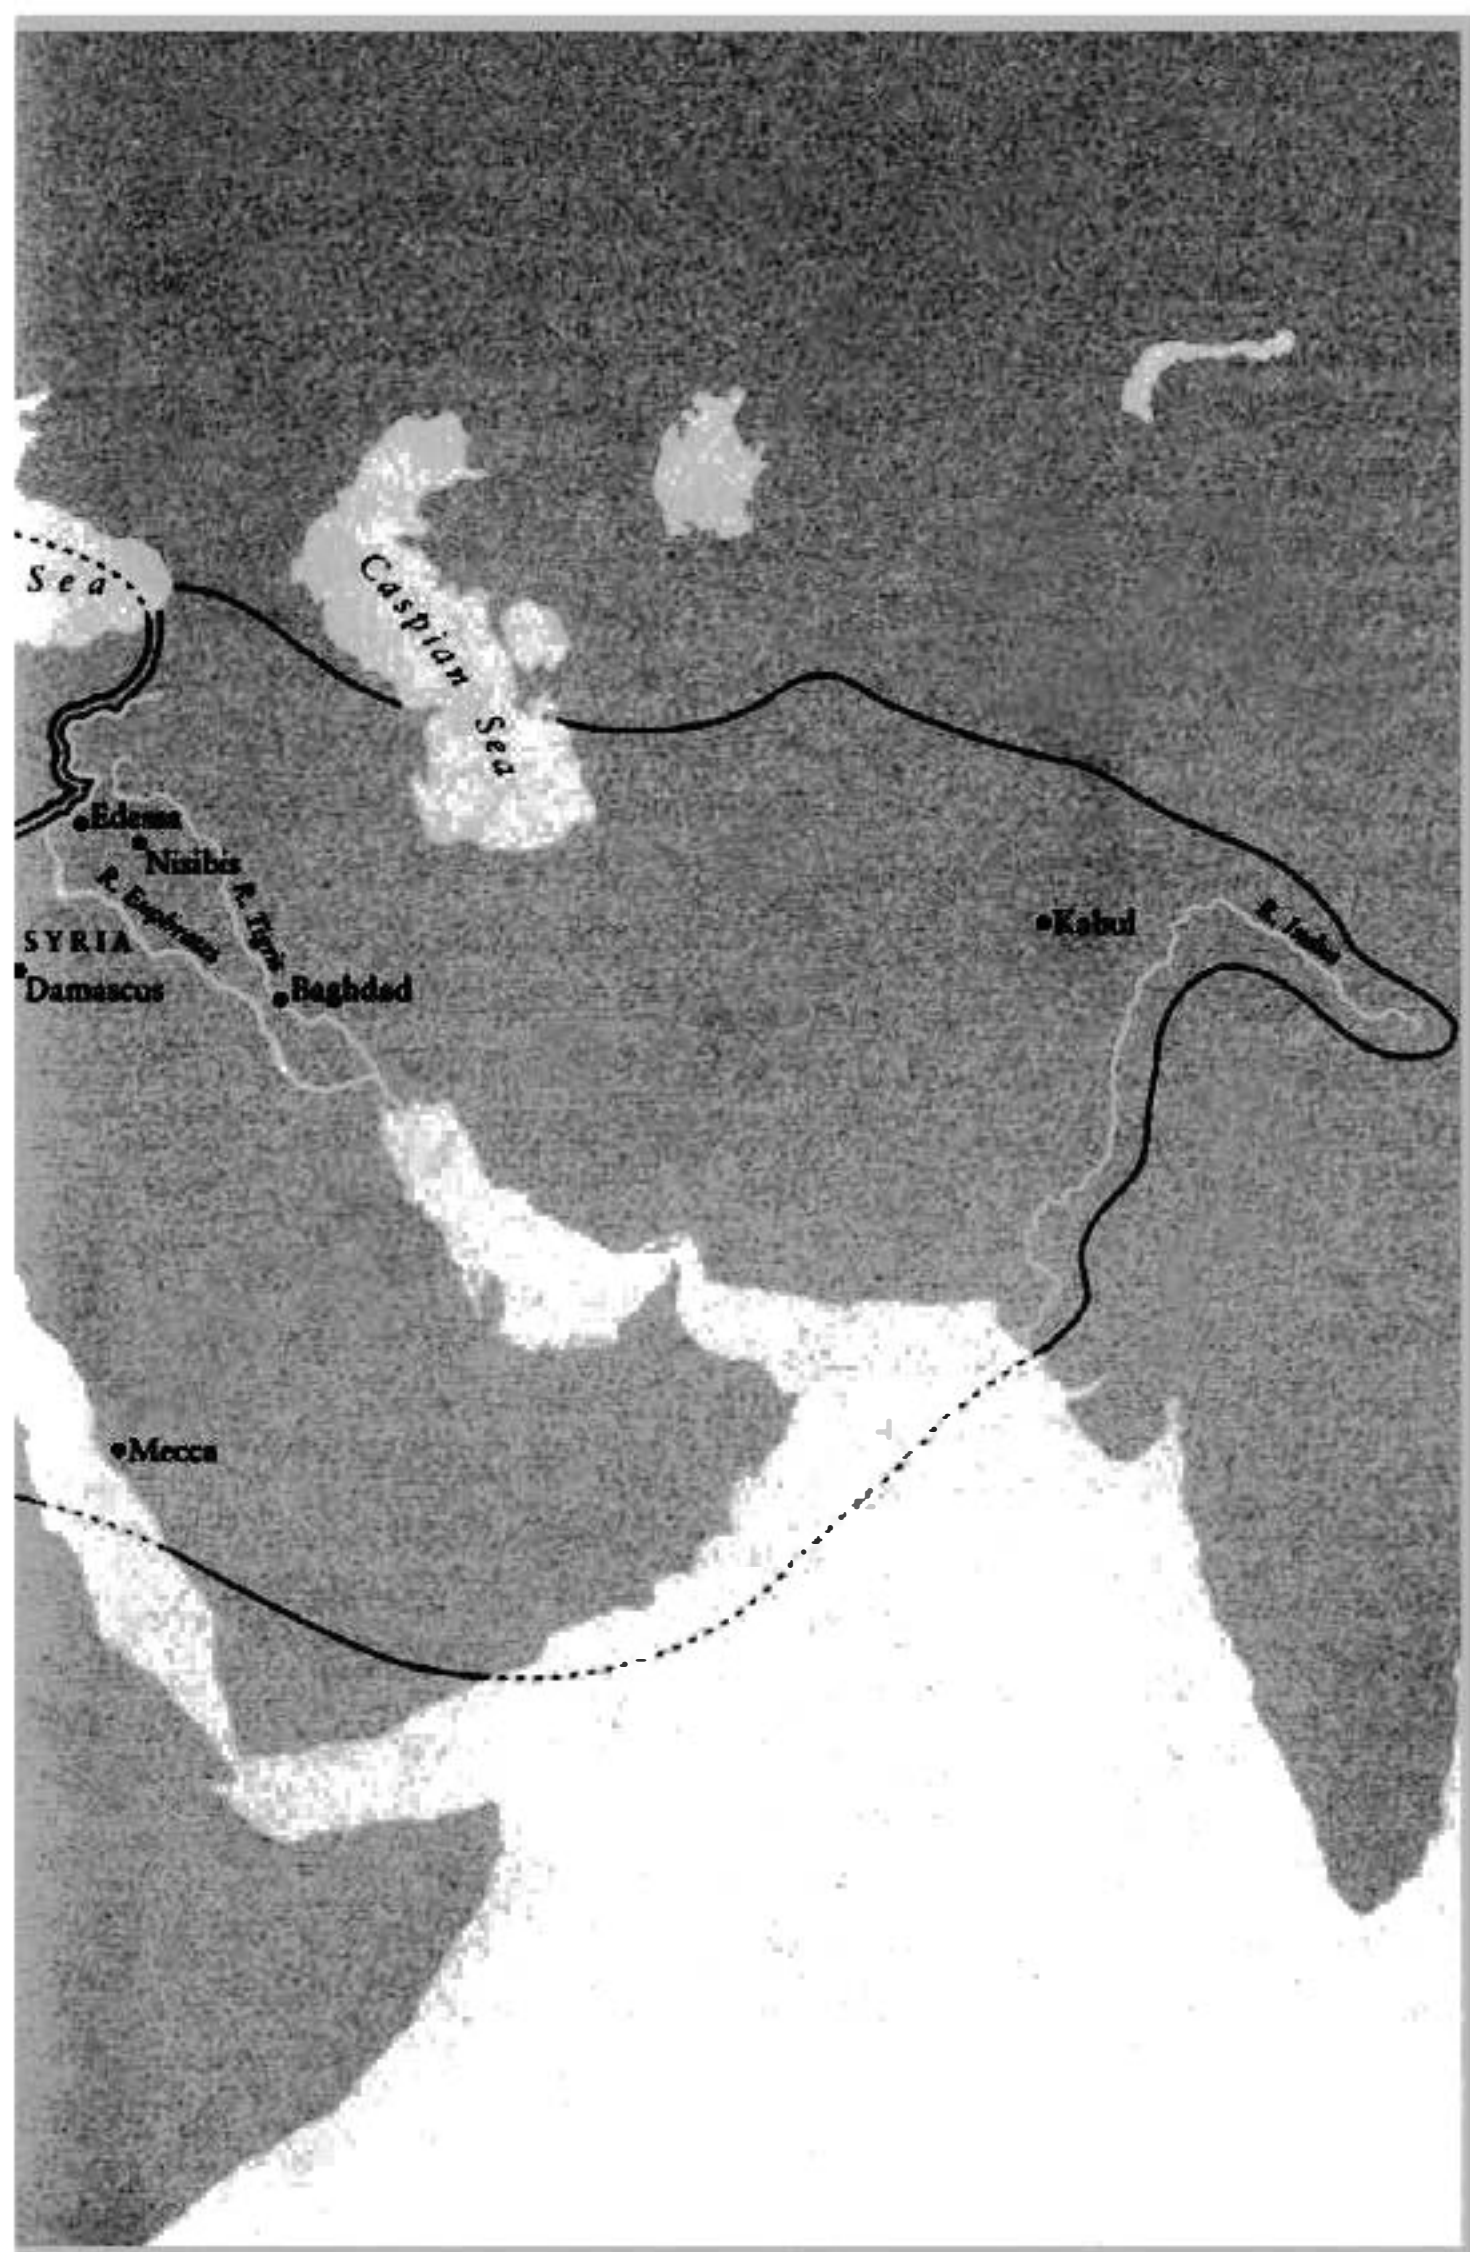 Sea
Caspian
Sea
Edessa
Nisibis
R. Euphrates
R. Tigris
SYRIA
Damascus
Baghdad
Kabul
R. Indus
Mecca